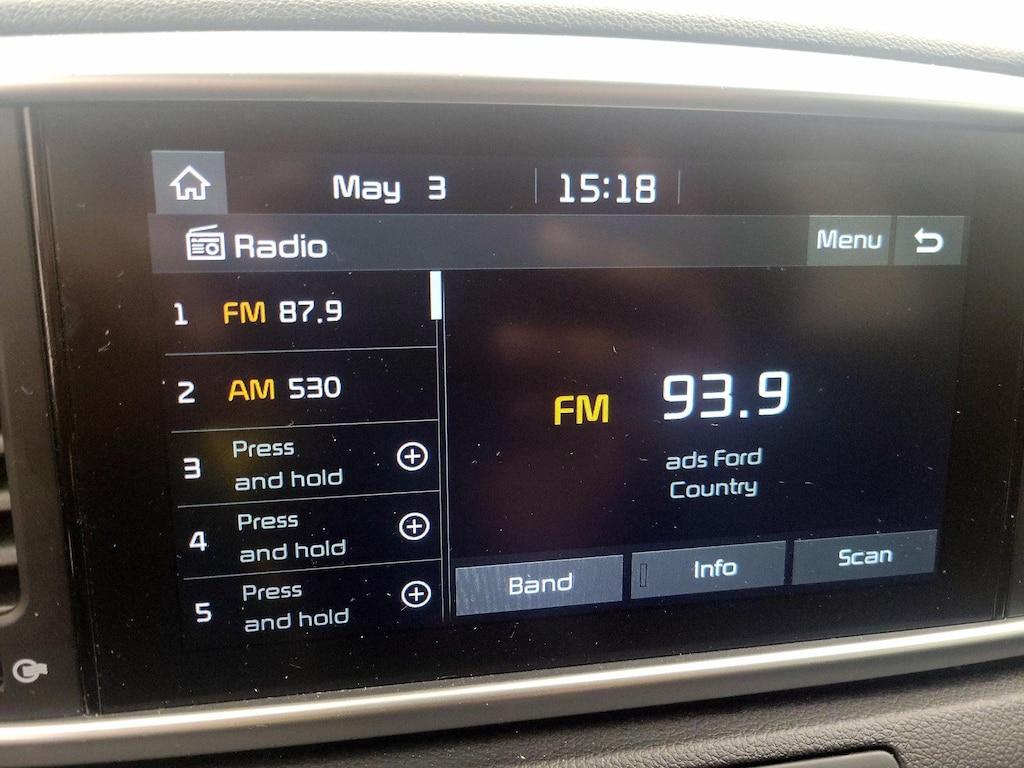 May 3 15:18
Radio Menu
1 FM 87.9
2 AM 530
3 Press
and hold
4 Press
and hold
5 Press
and hold
FM 93.9
ads Ford
Country
Band Info Scan